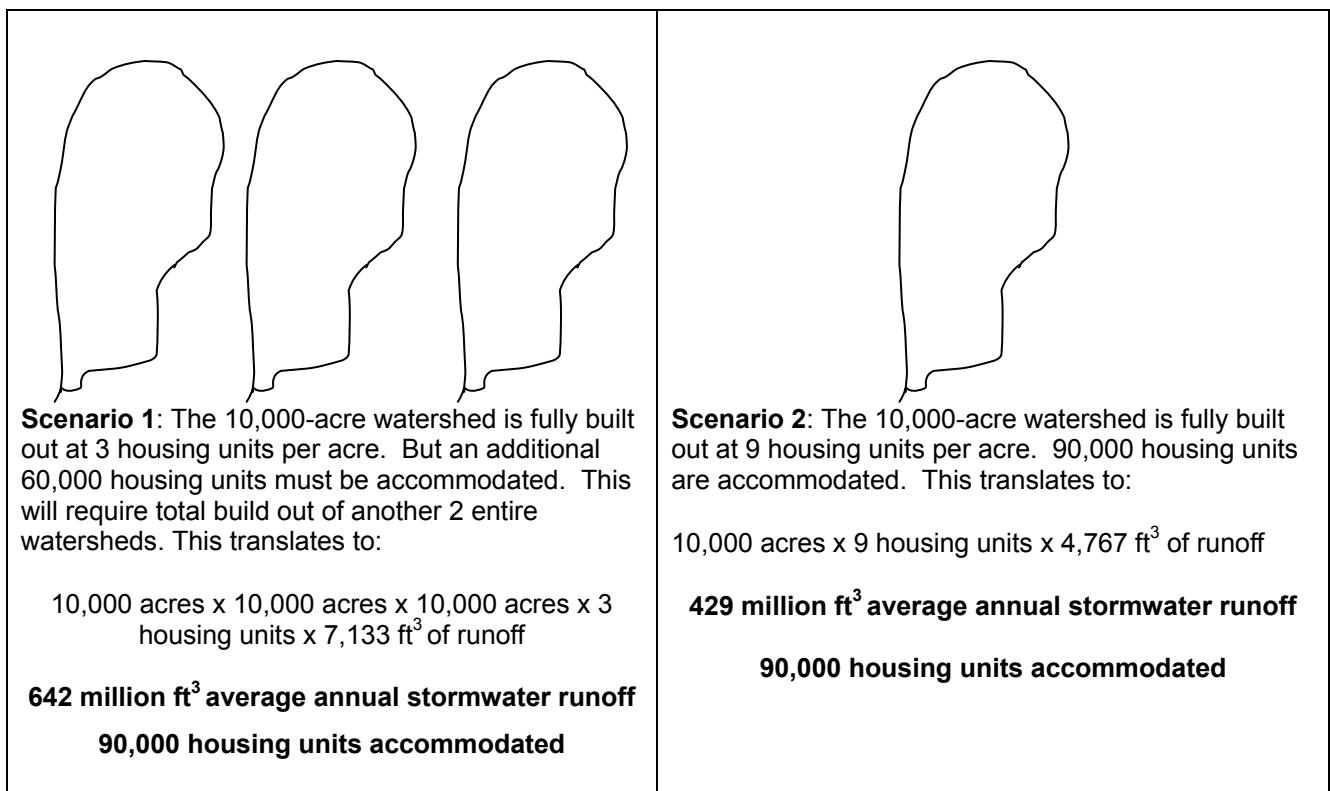 Scenario 1: The 10,000-acre watershed is fully built
out at 3 housing units per acre.  But an additional
60,000 housing units must be accommodated.  This
will require total build out of another 2 entire
watersheds. This translates to:
10,000 acres x 10,000 acres x 10,000 acres x 3
housing units x 7,133 ft³ of runoff
642 million ft³ average annual stormwater runoff
90,000 housing units accommodated
Scenario 2: The 10,000-acre watershed is fully built
out at 9 housing units per acre.  90,000 housing units
are accommodated.  This translates to:
10,000 acres x 9 housing units x 4,767 ft³ of runoff
429 million ft³ average annual stormwater runoff
90,000 housing units accommodated